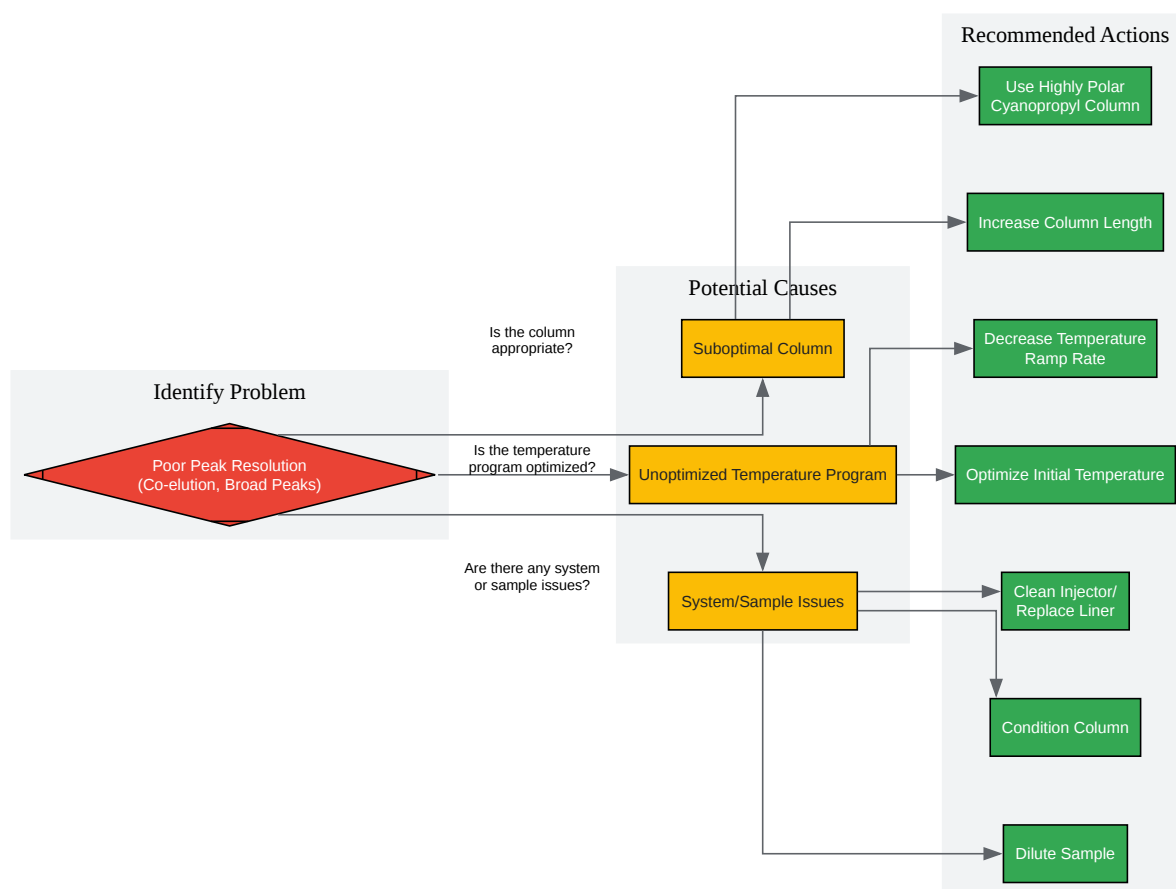 Recommended Actions
Use Highly Polar
Cyanopropyl Column
Increase Column Length
Potential Causes
Is the column
appropriate?
Suboptimal Column
Decrease Temperature
Ramp Rate
Identify Problem
Poor Peak Resolution
(Co-elution, Broad Peaks)
Is the temperature
program optimized?
Unoptimized Temperature Program
Optimize Initial Temperature
Are there any system
or sample issues?
System/Sample Issues
Clean Injector/
Replace Liner
Condition Column
Dilute Sample